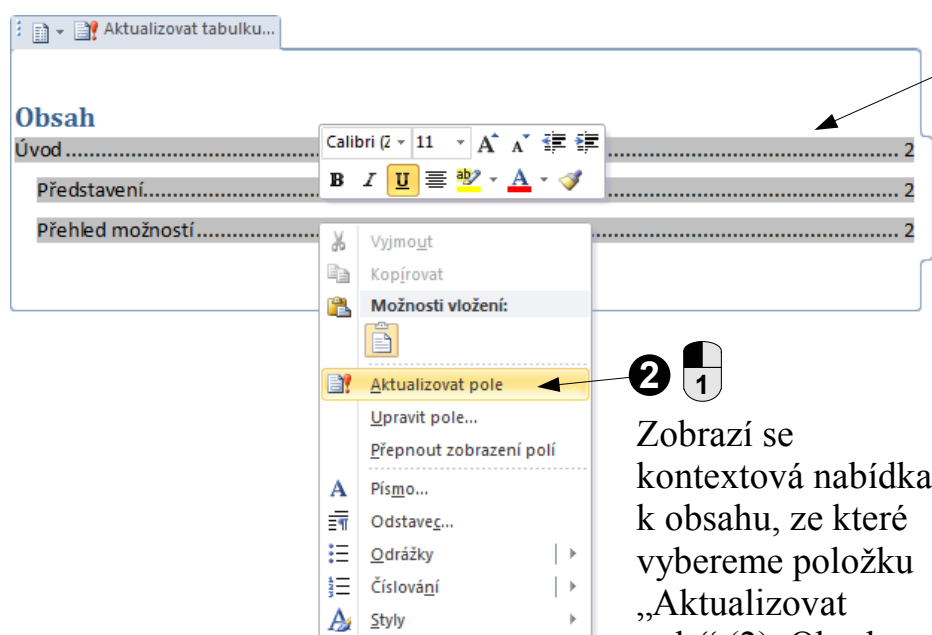 Aktualizovat tabulku...
Obsah
Úvod ........................................ 2
Představení........................................ 2
Přehled možností........................................ 2
Calibri (Z 11 A A
B I U ab A
Vyjmout
Kopírovat
Možnosti vložení:
Aktualizovat pole
Upravit pole...
Přepnout zobrazení polí
Písmo...
Odstavec...
Odrážky
Číslování
Styly
2 1
Zobrazí se
kontextová nabídka
k obsahu, ze které
vybereme položku
„Aktualizovat